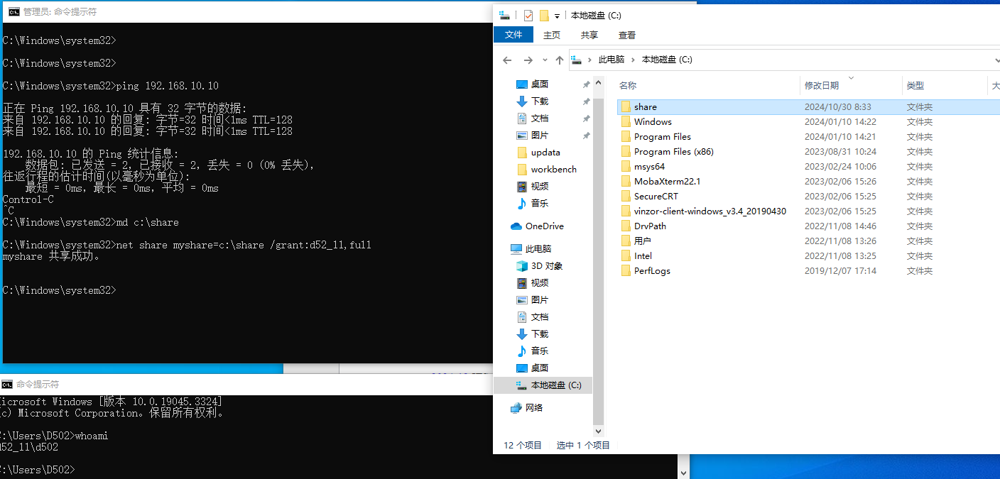 管理员: 命令提示符
C:\Windows\system32>
C:\Windows\system32>
C:\Windows\system32>ping 192.168.10.10
正在 Ping 192.168.10.10 具有 32 字节的数据:
来自 192.168.10.10 的回复: 字节=32 时间<1ms TTL=128
来自 192.168.10.10 的回复: 字节=32 时间<1ms TTL=128
192.168.10.10 的 Ping 统计信息:
数据包: 已发送 = 2，已接收 = 2，丢失 = 0 (0% 丢失)，
往返行程的估计时间(以毫秒为单位):
最短 = 0ms，最长 = 0ms，平均 = 0ms
Control-C
^C
C:\Windows\system32>md c:\share
C:\Windows\system32>net share myshare=c:\share /grant:d52_11,full
myshare 共享成功。
C:\Windows\system32>
命令提示符
icrosoft Windows [版本 10.0.19045.3324]
c) Microsoft Corporation。保留所有权利。
:\Users\D502>whoami
d52_11\d502
:\Users\D502>
本地磁盘 (C:)
文件 主页 共享 查看
此电脑 本地磁盘 (C:)
桌面
下载
文档
图片
updata
workbench
视频
音乐
OneDrive
此电脑
3D 对象
视频
图片
文档
下载
音乐
桌面
本地磁盘 (C:)
网络
名称 修改日期 类型 大
share 2024/10/30 8:33 文件夹
Windows 2024/01/10 14:22 文件夹
Program Files 2024/01/10 14:21 文件夹
Program Files (x86) 2023/08/31 10:24 文件夹
msys64 2023/02/24 10:06 文件夹
MobaXterm22.1 2023/02/06 15:26 文件夹
SecureCRT 2023/02/06 15:25 文件夹
vinzor-client-windows_v3.4_20190430 2023/02/06 15:25 文件夹
DrvPath 2022/11/08 14:46 文件夹
用户 2022/11/08 13:26 文件夹
Intel 2022/11/08 13:25 文件夹
PerfLogs 2019/12/07 17:14 文件夹
12 个项目 选中 1 个项目